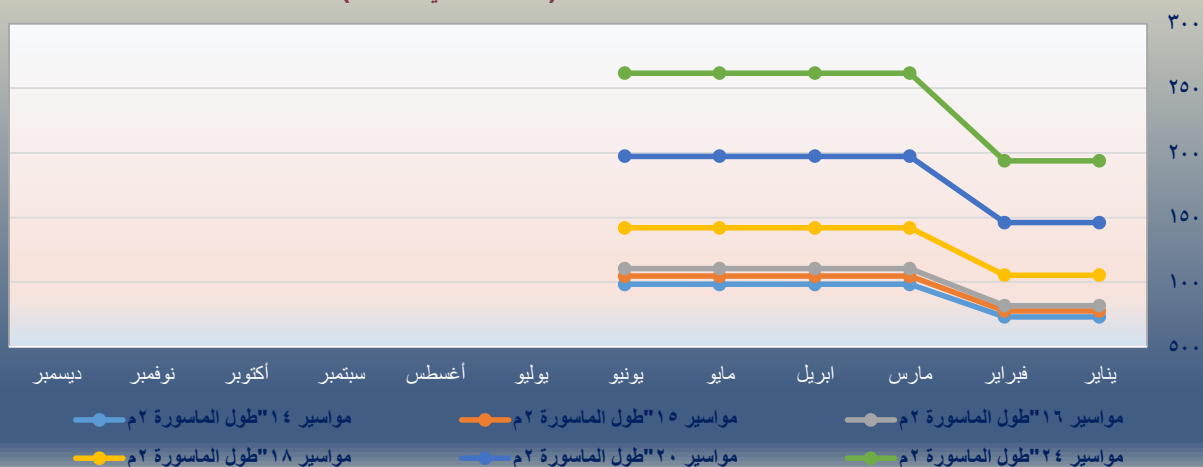 ٣٠٠
٢٥٠
٢٠٠
١٥٠
١٠٠
٥٠٠
يناير فبراير مارس ابريل مايو يونيو يوليو أغسطس سبتمبر أكتوبر نوفمبر ديسمبر
مواسير ١٦"طول الماسورة ٢م مواسير ١٥"طول الماسورة ٢م مواسير ١٤"طول الماسورة ٢م
مواسير ٢٤"طول الماسورة ٢م مواسير ٢٠"طول الماسورة ٢م مواسير ١٨"طول الماسورة ٢م